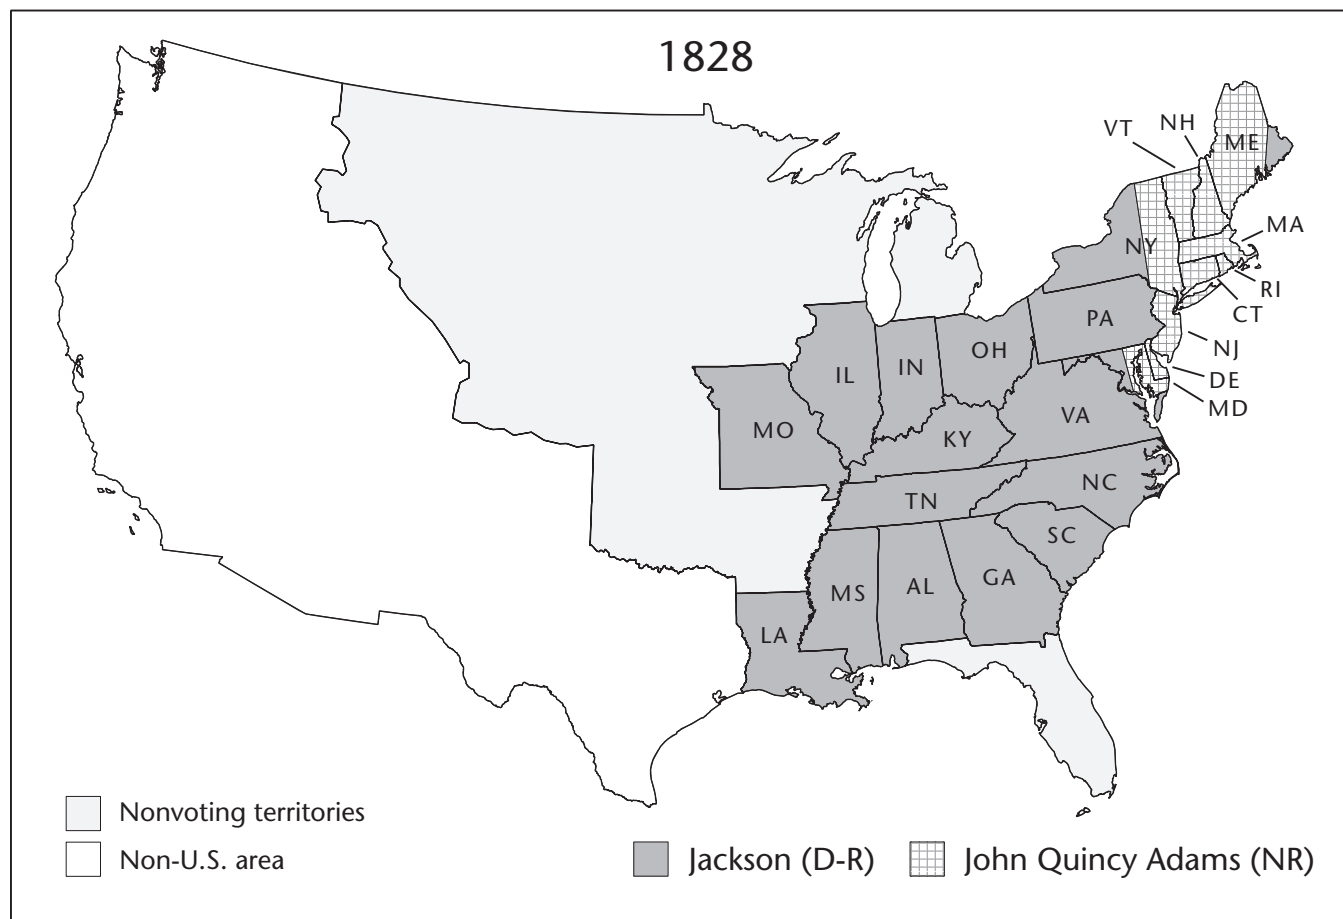 1828
VT
NH
ME
MA
NY
RI
CT
PA
NJ
OH
DE
IL
IN
MD
VA
MO
KY
NC
TN
SC
GA
MS
AL
LA
Nonvoting territories
Non-U.S. area
Jackson (D-R)
John Quincy Adams (NR)